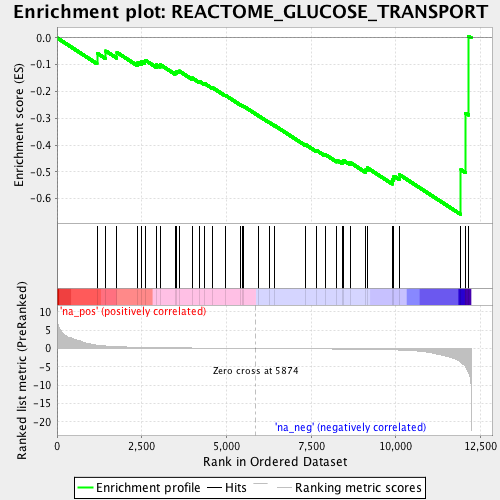 Enrichment plot: REACTOME_GLUCOSE_TRANSPORT
Enrichment score (ES)
0.0
-0.1
-0.2
-0.3
-0.4
-0.5
-0.6
'na_pos' (positively correlated)
Ranked list metric (PreRanked)
10
5
0
-5
-10
-15
-20
Zero cross at 5874
'na_neg' (negatively correlated)
0
2,500
5,000
7,500
10,000
12,500
Rank in Ordered Dataset
Enrichment profile
Hits
Ranking metric scores